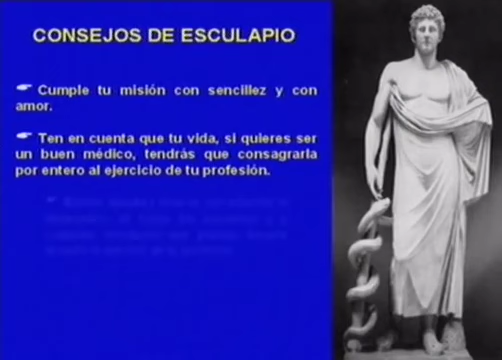 CONSEJOS DE ESCULAPIO
☛ Cumple tu misión con sencillez y con
amor.
☛ Ten en cuenta que tu vida, si quieres ser
un buen médico, tendrás que consagrarla
por entero al ejercicio de tu profesión.